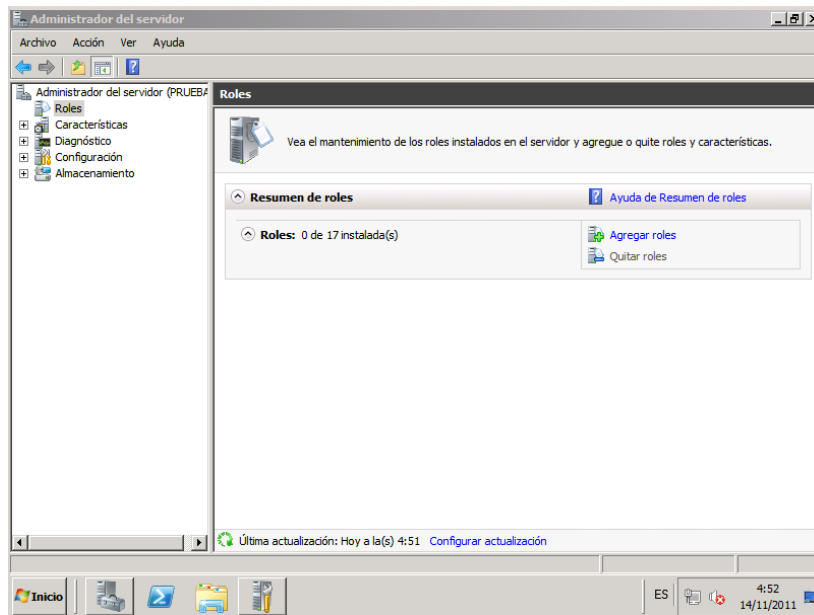 Administrador del servidor
Archivo Acción Ver Ayuda
Administrador del servidor (PRUEBA
Roles
Características
Diagnóstico
Configuración
Almacenamiento
Roles
Vea el mantenimiento de los roles instalados en el servidor y agregue o quite roles y características.
Resumen de roles
Ayuda de Resumen de roles
Roles: 0 de 17 instalada(s)
Agregar roles
Quitar roles
Última actualización: Hoy a la(s) 4:51 Configurar actualización
Inicio
ES
4:52
14/11/2011